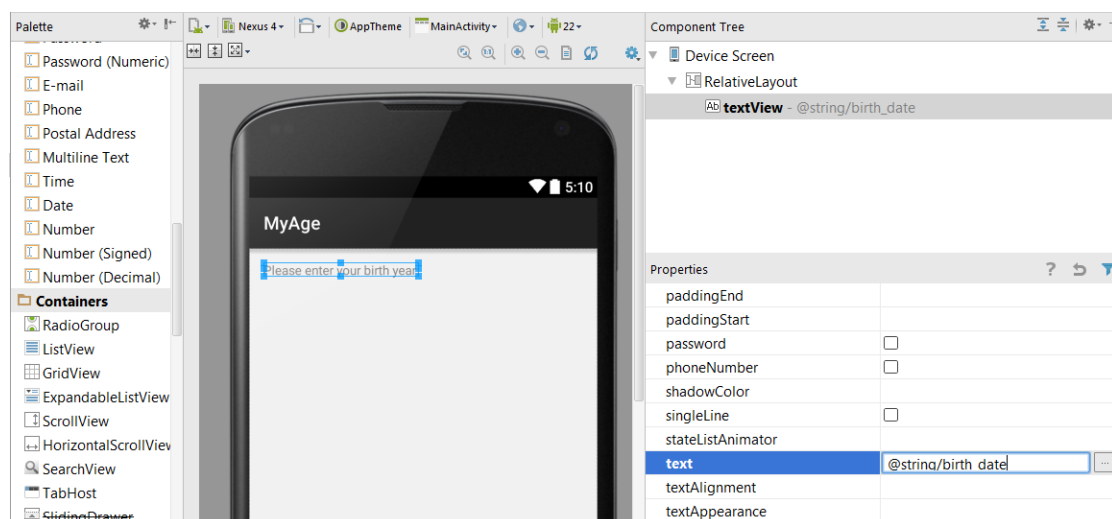 Palette
Nexus 4
AppTheme
MainActivity
22
Component Tree
Password (Numeric)
E-mail
Phone
Postal Address
Multiline Text
Time
Date
Number
Number (Signed)
Number (Decimal)
Containers
RadioGroup
ListView
GridView
ExpandableListView
ScrollView
HorizontalScrollView
SearchView
TabHost
SlidingDrawer
5:10
MyAge
Please enter your birth year
Device Screen
RelativeLayout
Ab textView - @string/birth_date
Properties
paddingEnd
paddingStart
password
phoneNumber
shadowColor
singleLine
stateListAnimator
text @string/birth_date
textAlignment
textAppearance